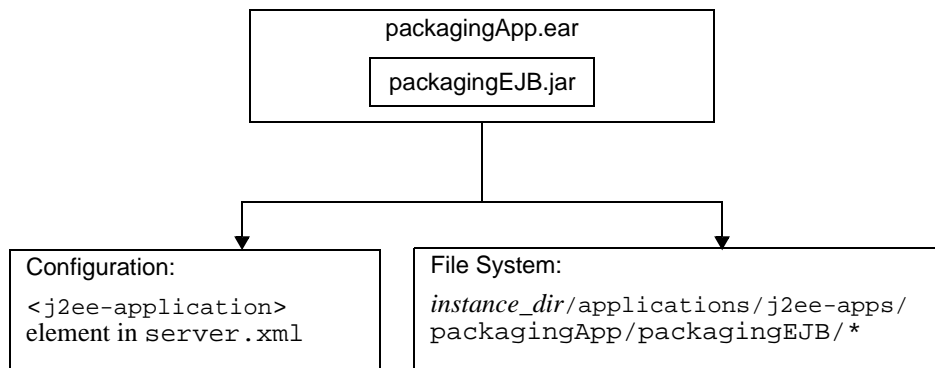 packagingApp.ear
packagingEJB.jar
Configuration:
<j2ee-application>
element in server.xml
File System:
instance_dir/applications/j2ee-apps/
packagingApp/packagingEJB/*